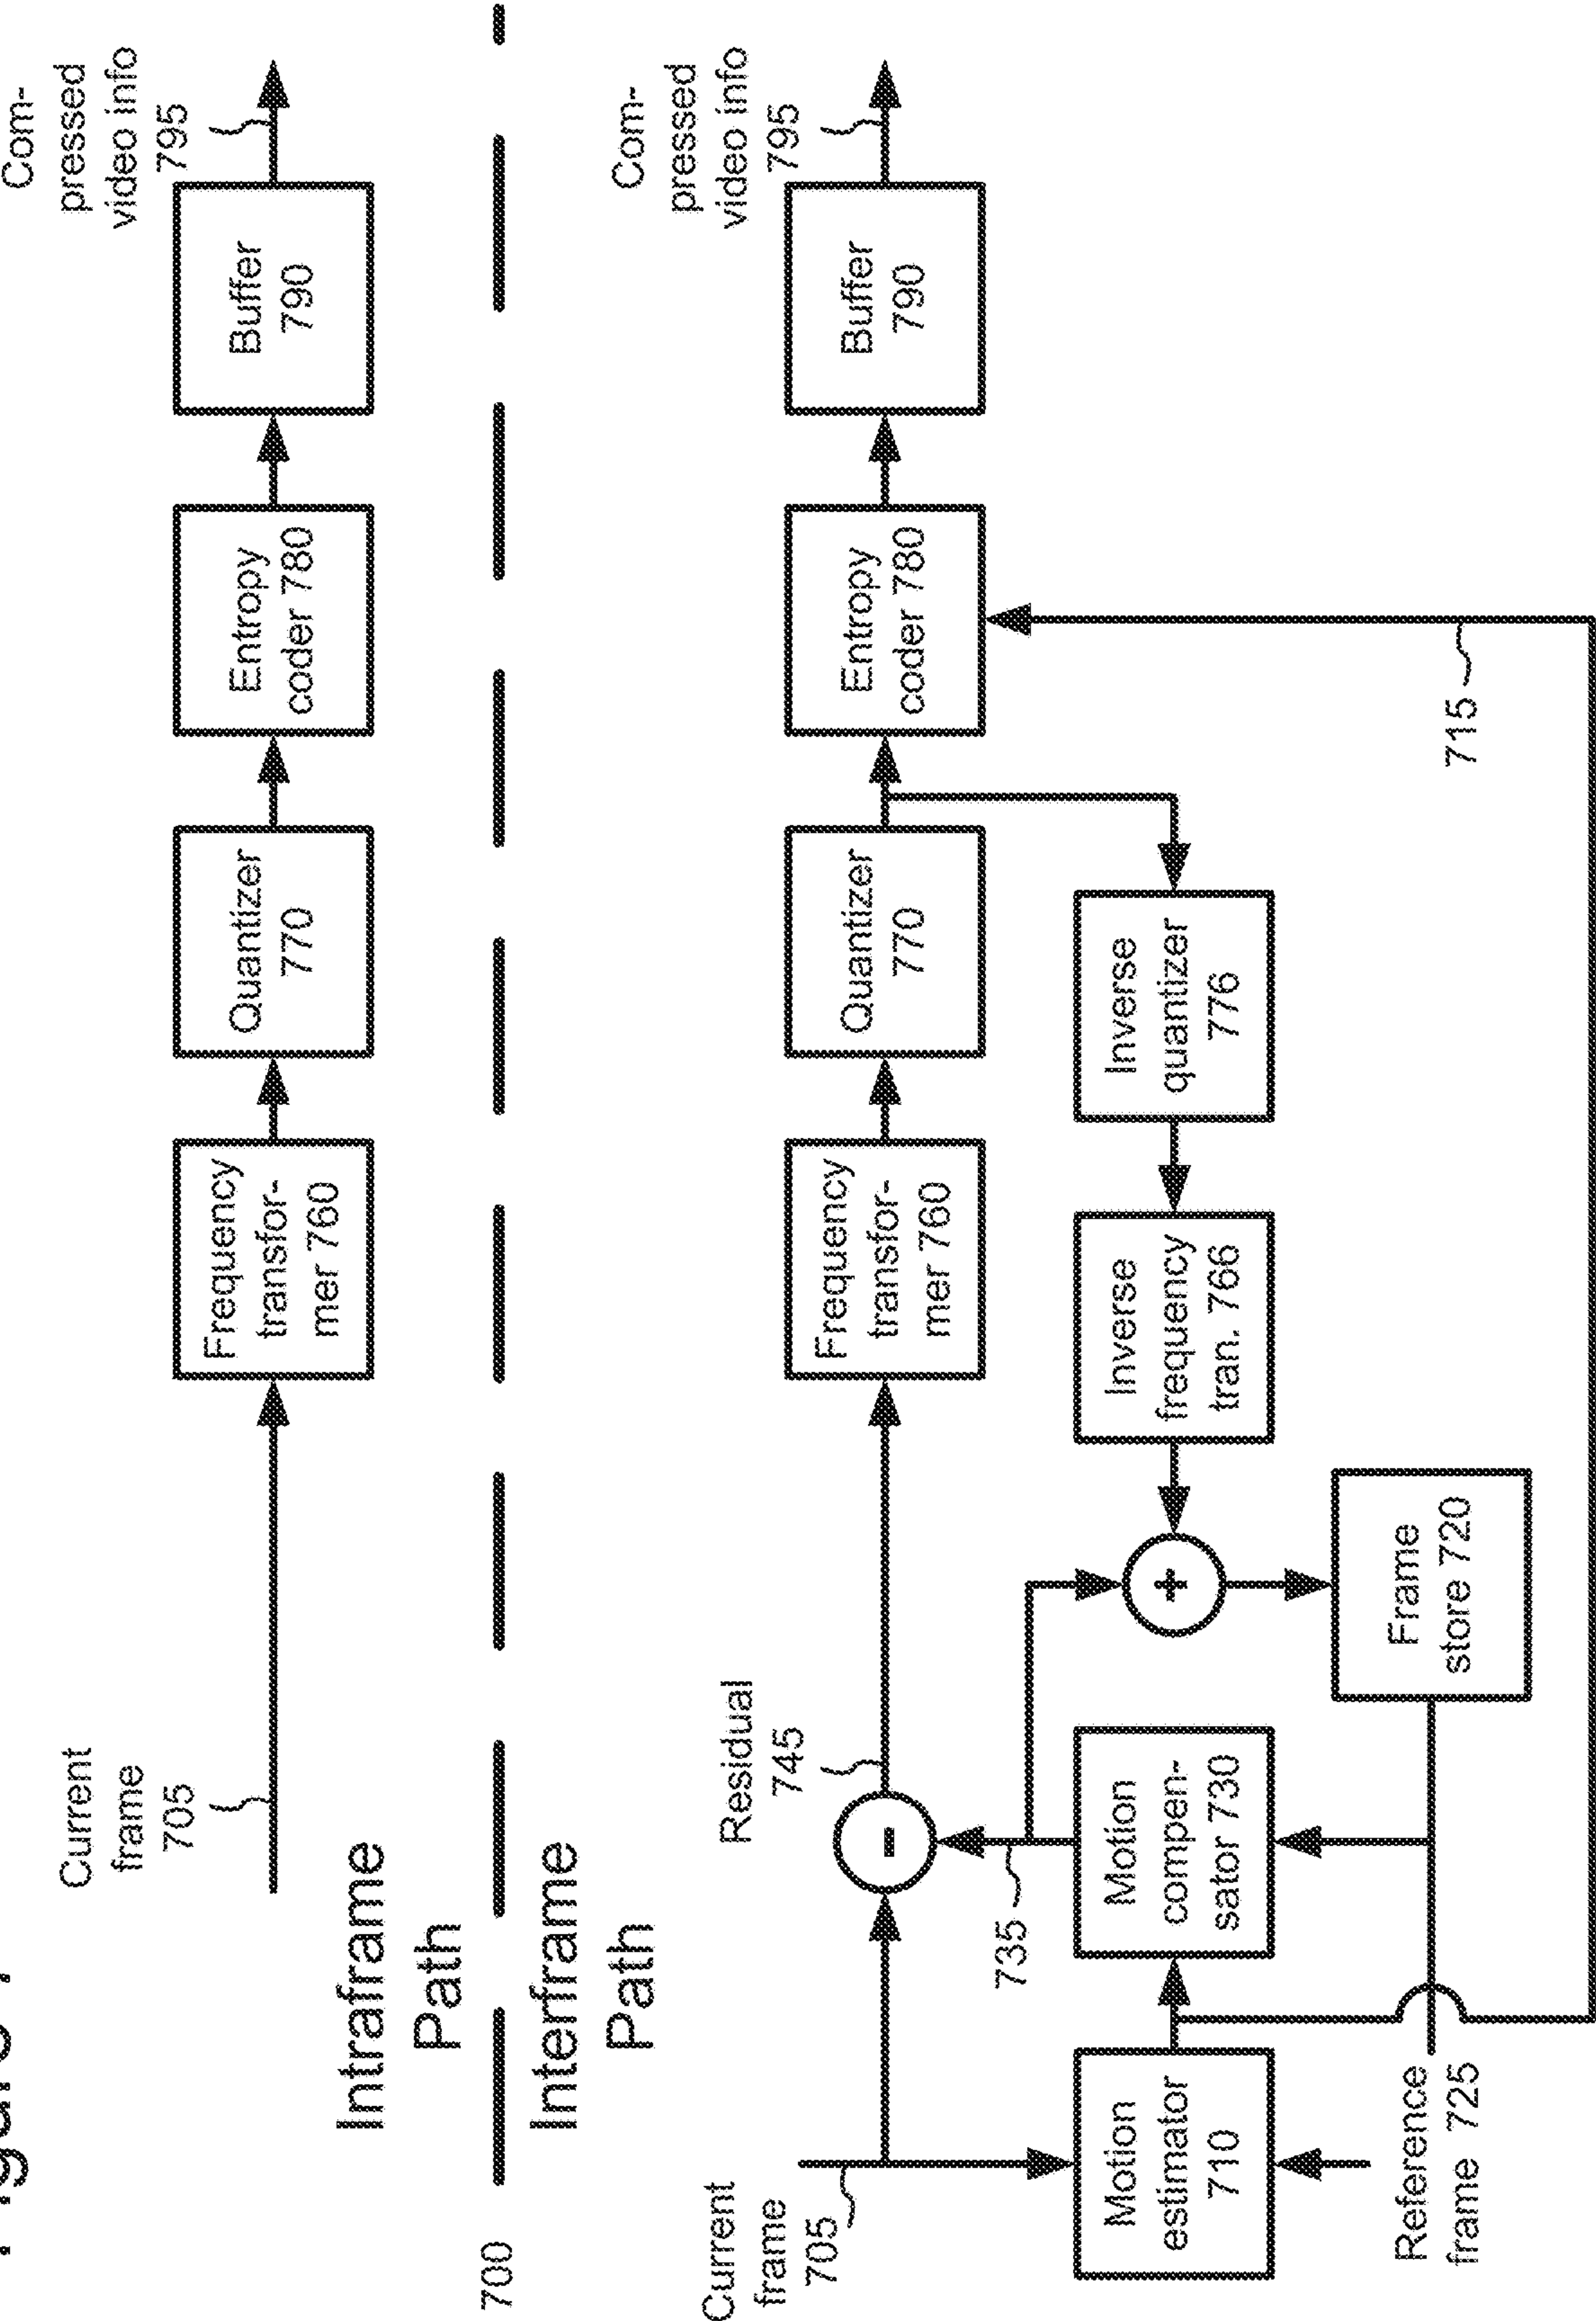 Current
frame
705
Frequency
transfor-
mer 760
Quantizer
770
Entropy
coder 780
Buffer
790
Com-
pressed
video info
795
Intraframe
Path
700
Interframe
Path
Current
frame
705
Residual
745
Frequency
transfor-
mer 760
Quantizer
770
Entropy
coder 780
Buffer
790
Com-
pressed
video info
795
735
-
Motion
estimator
710
Motion
compen-
sator 730
+
Inverse
frequency
tran. 766
Inverse
quantizer
776
Frame
store 720
Reference
frame 725
715